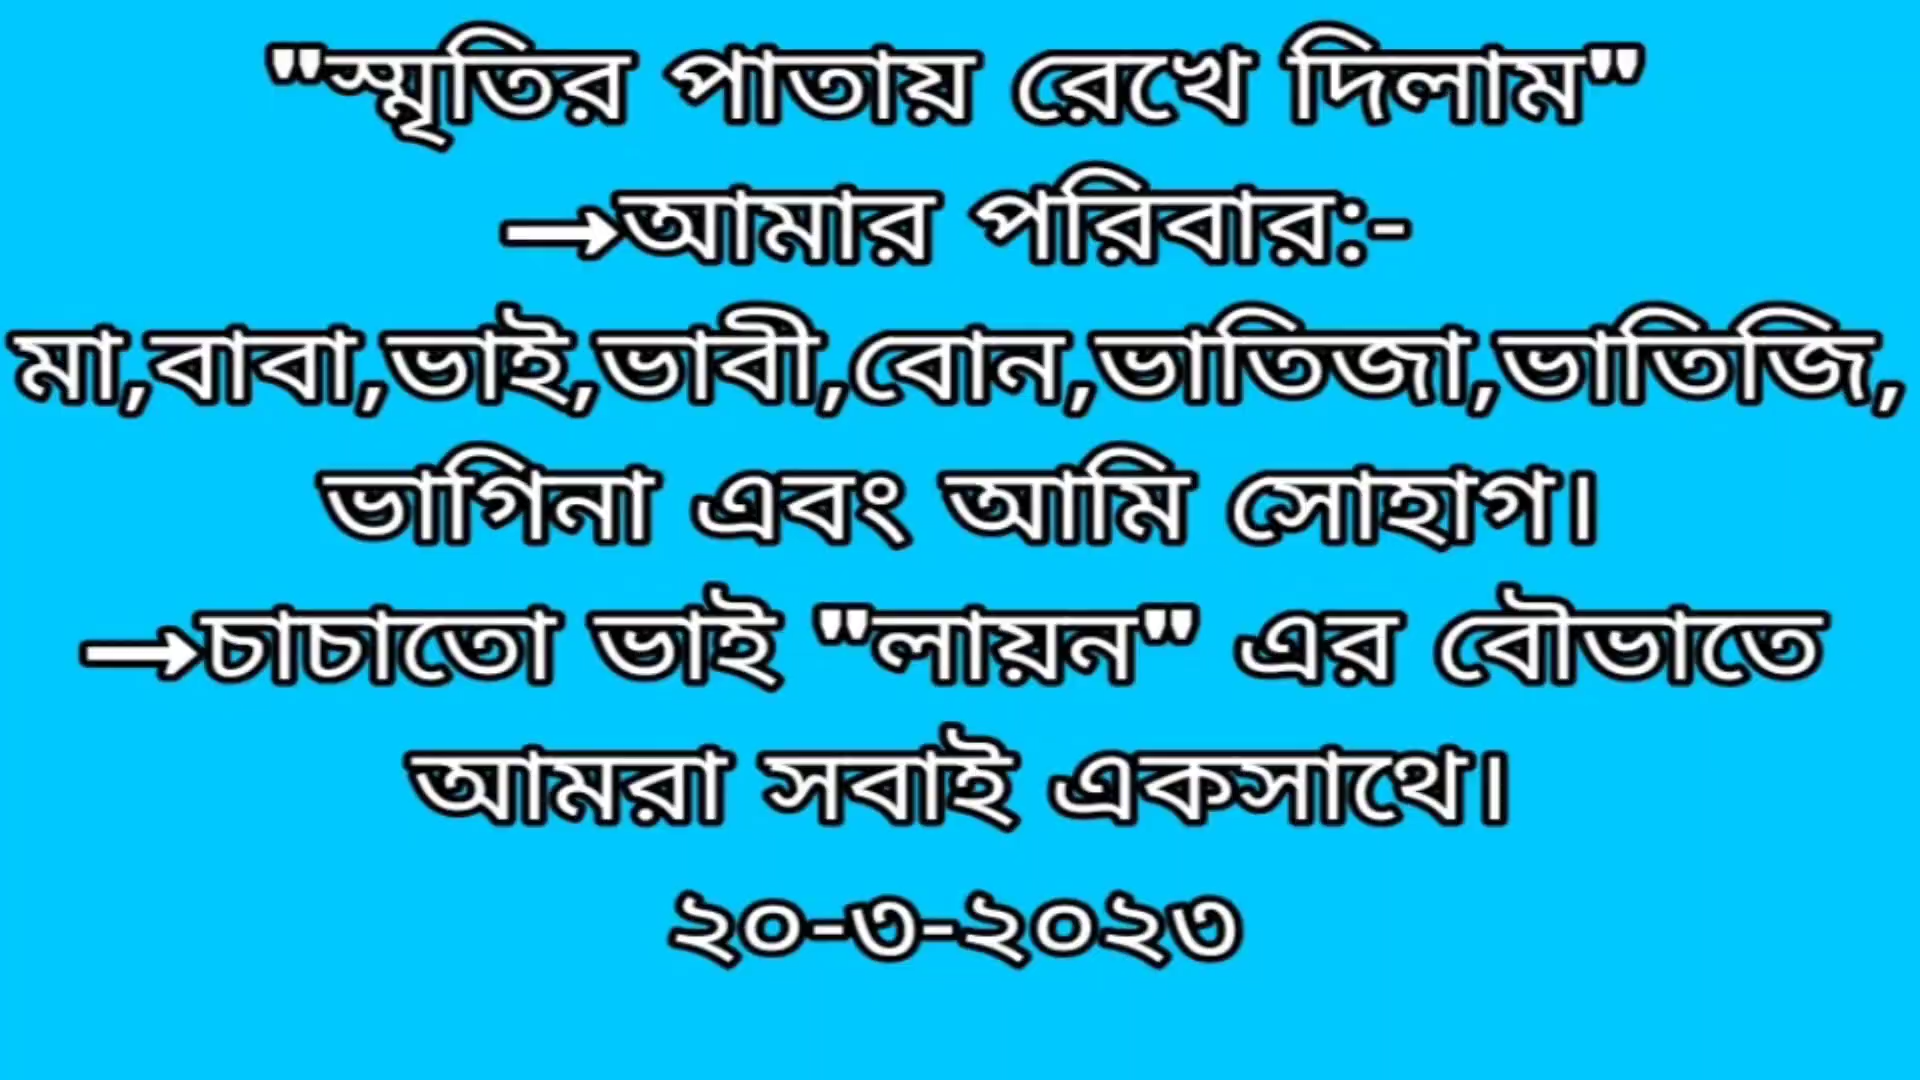 "স্মৃতির পাতায় রেখে দিলাম"
→আমার পরিবার:-
মা,বাবা,ভাই,ভাবী,বোন,ভাতিজা,ভাতিজি,
ভাগিনা এবং আমি সোহাগ।
→চাচাতো ভাই "লায়ন" এর বৌভাতে
আমরা সবাই একসাথে।
২০-৩-২০২৩